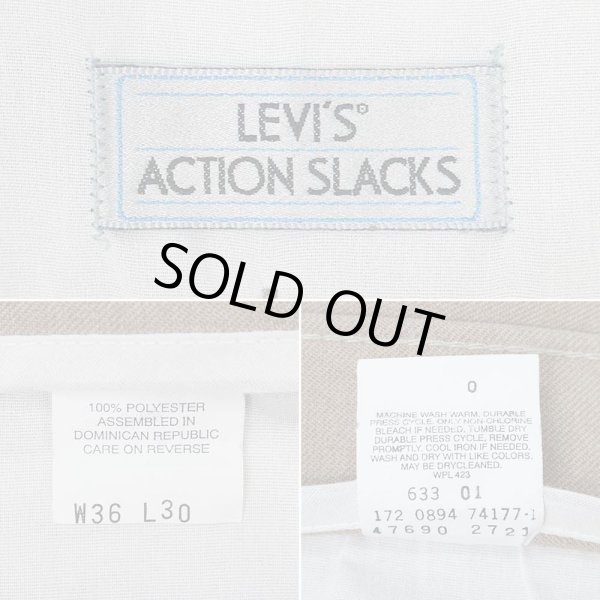 LEVI'S®
ACTION SLACKS
SOLD OUT
100% POLYESTER
ASSEMBLED IN
DOMINICAN REPUBLIC
CARE ON REVERSE
W36 L30
0
MACHINE WASH WARM, DURABLE
PRESS CYCLE. ONLY NON-CHLORINE
BLEACH IF NEEDED. TUMBLE DRY
DURABLE PRESS CYCLE, REMOVE
PROMPTLY. COOL IRON IF NEEDED.
WASH AND DRY WITH LIKE COLORS,
MAY BE DRYCLEANED.
WPL 423
633 01
172 0894 74177-1
47690 2721